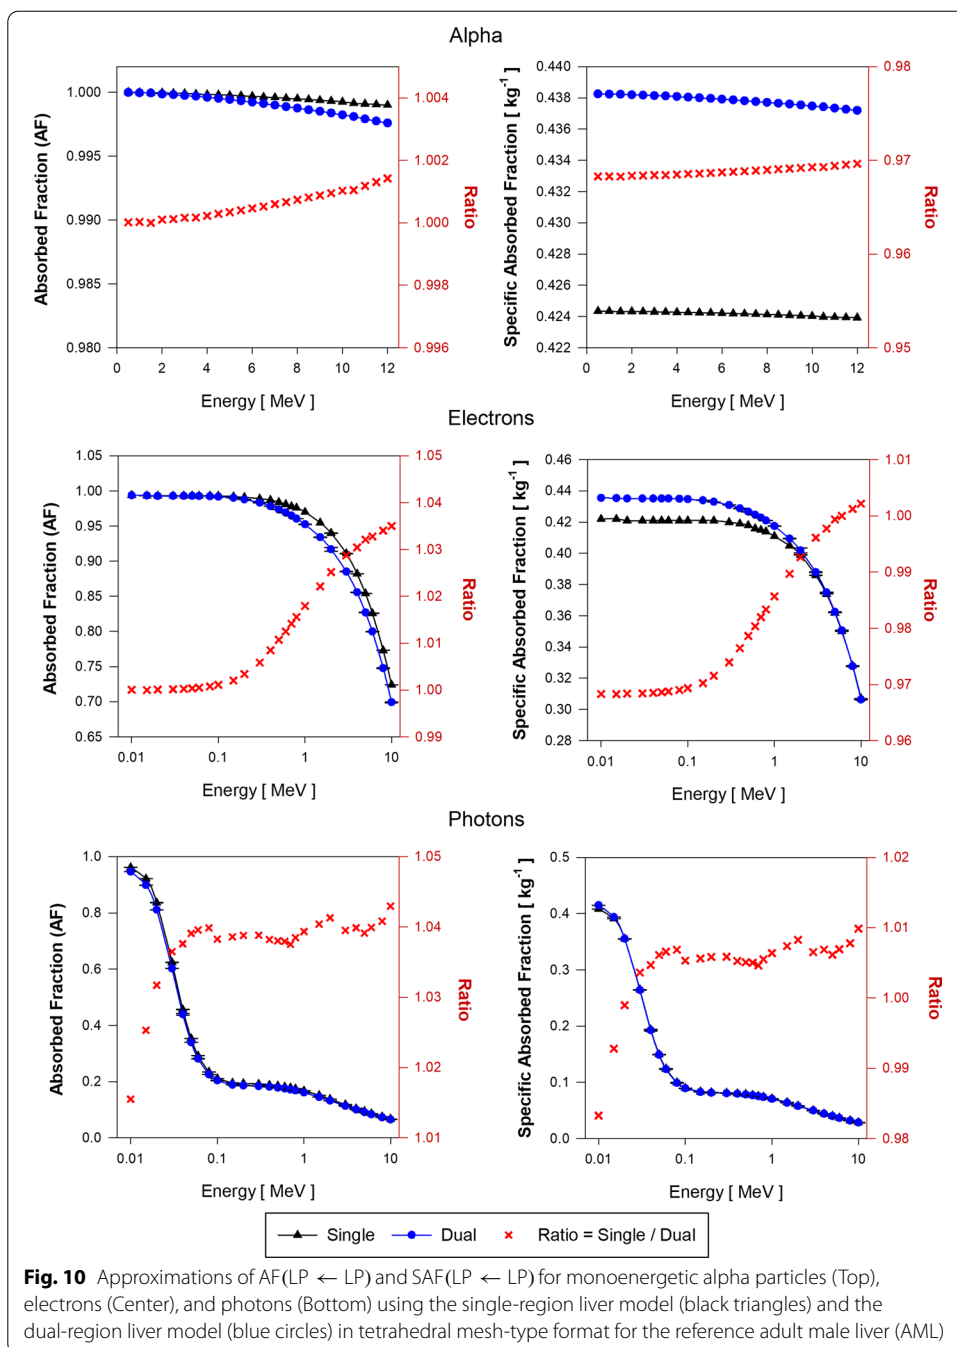 Alpha
1.000
0.995
0.990
0.985
0.980
Absorbed Fraction (AF)
1.004
1.002
1.000
0.998
0.996
Ratio
0 2 4 6 8 10 12
Energy [ MeV ]
0.440
0.438
0.436
0.434
0.433
0.432
0.430
0.428
0.426
0.424
0.422
Specific Absorbed Fraction [ kg-1 ]
0.98
0.97
0.96
0.95
Ratio
0 2 4 6 8 10 12
Energy [ MeV ]
Electrons
1.05
1.00
0.95
0.90
0.85
0.80
0.75
0.70
0.65
Absorbed Fraction (AF)
1.05
1.04
1.03
1.02
1.01
1.00
0.99
Ratio
0.01 0.1 1 10
Energy [ MeV ]
0.46
0.44
0.42
0.40
0.38
0.36
0.34
0.32
0.30
0.28
Specific Absorbed Fraction [ kg-1 ]
1.01
1.00
0.99
0.98
0.97
0.96
Ratio
0.01 0.1 1 10
Energy [ MeV ]
Photons
1.0
0.8
0.6
0.4
0.2
0.0
Absorbed Fraction (AF)
1.05
1.04
1.03
1.02
1.01
Ratio
0.01 0.1 1 10
Energy [ MeV ]
0.5
0.4
0.3
0.2
0.1
0.0
Specific Absorbed Fraction [ kg-1 ]
1.02
1.01
1.00
0.99
0.98
Ratio
0.01 0.1 1 10
Energy [ MeV ]
Single Dual Ratio = Single / Dual
Fig. 10 Approximations of AF(LP ← LP) and SAF(LP ← LP) for monoenergetic alpha particles (Top),
electrons (Center), and photons (Bottom) using the single-region liver model (black triangles) and the
dual-region liver model (blue circles) in tetrahedral mesh-type format for the reference adult male liver (AML)